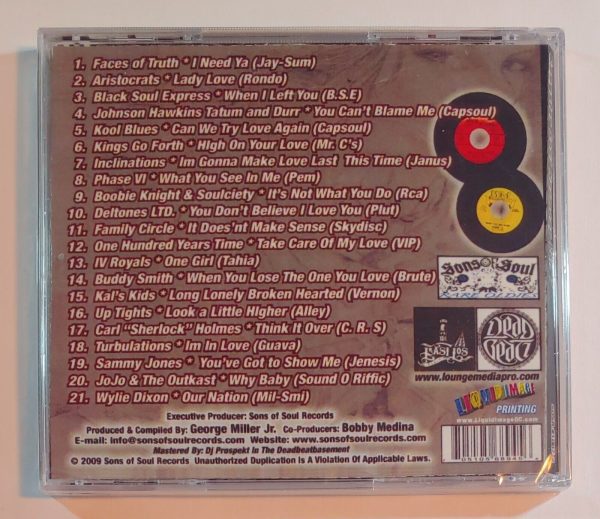 1. Faces of Truth * I Need Ya (Jay-Sum)
2. Aristocrats * Lady Love (Rondo)
3. Black Soul Express * When I Left You (B.S.E)
4. Johnson Hawkins Tatum and Durr * You Can't Blame Me (Capsoul)
5. Kool Blues * Can We Try Love Again (Capsoul)
6. Kings Go Forth * High On Your Love (Mr. C's)
7. Inclinations * Im Gonna Make Love Last This Time (Janus)
8. Phase VI * What You See In Me (Pem)
9. Boobie Knight & Soulciety * It's Not What You Do (Rca)
10. Deltones LTD. * You Don't Believe I Love You (Plut)
11. Family Circle * It Does'nt Make Sense (Skydisc)
12. One Hundred Years Time * Take Care Of My Love (VIP)
13. IV Royals * One Girl (Tahia)
14. Buddy Smith * When You Lose The One You Love (Brute)
15. Kal's Kids * Long Lonely Broken Hearted (Vernon)
16. Up Tights * Look a Little Higher (Alley)
17. Carl "Sherlock" Holmes * Think It Over (C. R. S)
18. Turbulations * Im In Love (Guava)
19. Sammy Jones * You've Got to Show Me (Jenesis)
20. JoJo & The Outkast * Why Baby (Sound O Riffic)
21. Wylie Dixon * Our Nation (Mil-Smi)
Sons of Soul
RARE OLDIES
BASILOS
Dead Beat
www.loungemediapro.com
LIQUID IMAGE
PRINTING
www.LiquidImageOC.com
Executive Producer: Sons of Soul Records
Produced & Compiled By: George Miller Jr. Co-Producers: Bobby Medina
E-mail: info@sonsofsoulrecords.com Website: www.sonsofsoulrecords.com
Mastered By: Dj Prospekt In The Deadbeatbasement
© 2009 Sons of Soul Records Unauthorized Duplication Is A Violation Of Applicable Laws.